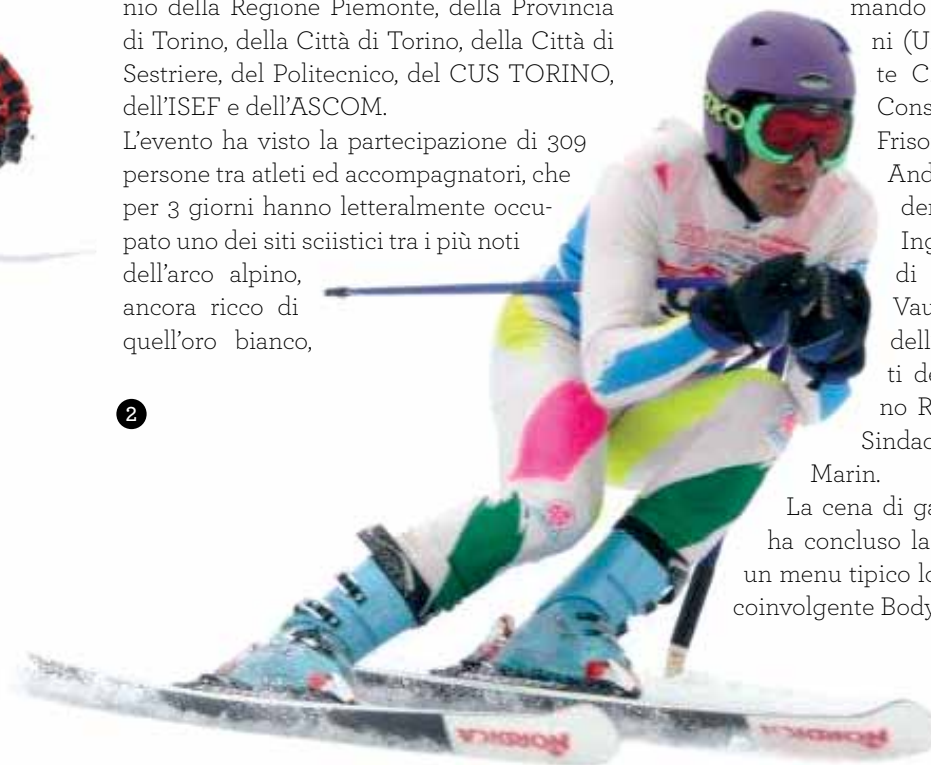 nio della Regione Piemonte, della Provincia
di Torino, della Città di Torino, della Città di
Sestriere, del Politecnico, del CUS TORINO,
dell'ISEF e dell'ASCOM.
L'evento ha visto la partecipazione di 309
persone tra atleti ed accompagnatori, che
per 3 giorni hanno letteralmente occu-
pato uno dei siti sciistici tra i più noti
dell'arco alpino,
ancora ricco di
quell'oro bianco,
2
mando
ni (U
te C
Cons
Friso
And
der
Ing
di
Vau
dell
ti de
no R
Sindac
Marin.
La cena di ga
ha concluso la
un menu tipico lo
coinvolgente Body
NORDICA
NORDICA